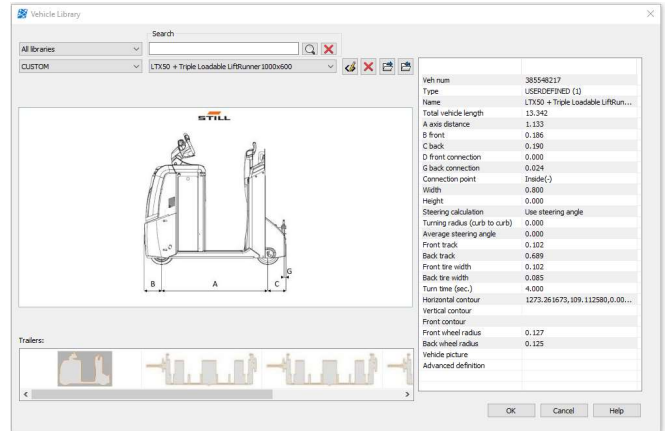 Vehicle Library
Search
All libraries
CUSTOM
LTX50 + Triple Loadable LiftRunner 1000x600
STILL
B
A
C
G
Trailers:
Veh num 385548217
Type USERDEFINED {1}
Name LTX50 + Triple Loadable LiftRun...
Total vehicle length 13.342
A axis distance 1.133
B front 0.186
C back 0.190
D front connection 0.000
G back connection 0.024
Connection point Inside(-)
Width 0.800
Height 0.000
Steering calculation Use steering angle
Turning radius (curb to curb) 0.000
Average steering angle 0.000
Front track 0.102
Back track 0.689
Front tire width 0.102
Back tire width 0.085
Turn time (sec.) 4.000
Horizontal contour 1273.261673,109.112580,0.00...
Vertical contour
Front contour
Front wheel radius 0.127
Back wheel radius 0.125
Vehicle picture
Advanced definition
OK Cancel Help